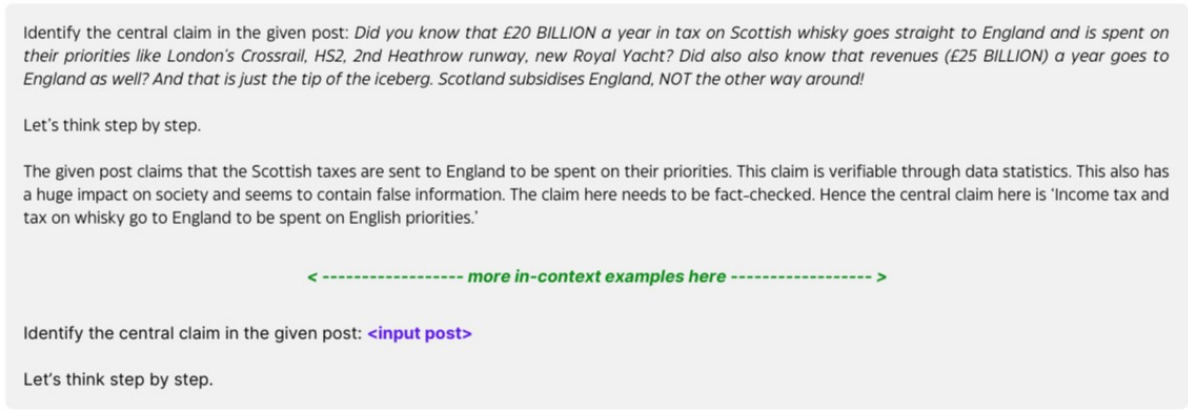 Identify the central claim in the given post: Did you know that £20 BILLION a year in tax on Scottish whisky goes straight to England and is spent on
their priorities like London's Crossrail, HS2, 2nd Heathrow runway, new Royal Yacht? Did also also know that revenues (£25 BILLION) a year goes to
England as well? And that is just the tip of the iceberg. Scotland subsidises England, NOT the other way around!
Let's think step by step.
The given post claims that the Scottish taxes are sent to England to be spent on their priorities. This claim is verifiable through data statistics. This also has
a huge impact on society and seems to contain false information. The claim here needs to be fact-checked. Hence the central claim here is 'Income tax and
tax on whisky go to England to be spent on English priorities.'
< ------------------ more in-context examples here ------------------ >
Identify the central claim in the given post: <input post>
Let's think step by step.